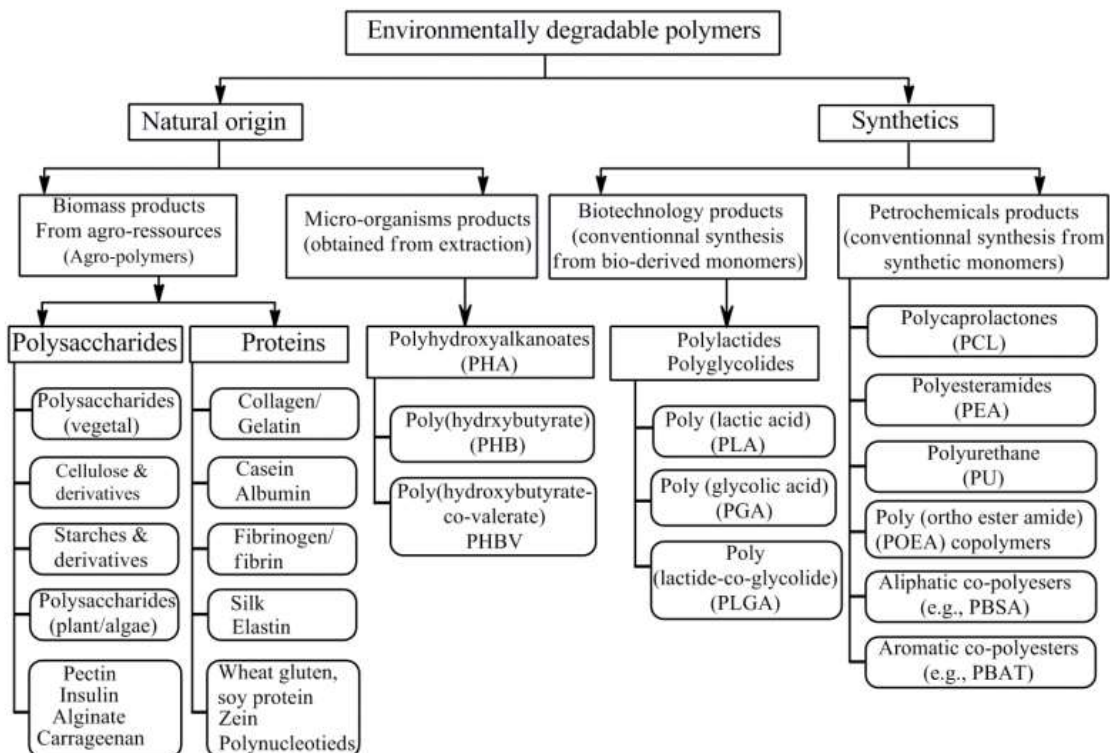 Environmentally degradable polymers
Natural origin
Synthetics
Biomass products
From agro-ressources
(Agro-polymers)
Micro-organisms products
(obtained from extraction)
Biotechnology products
(conventionnal synthesis
from bio-derived monomers)
Petrochemicals products
(conventionnal synthesis from
synthetic monomers)
Polysaccharides
Proteins
Polyhydroxyalkanoates
(PHA)
Polylactides
Polyglycolides
Polysaccharides
(vegetal)
Cellulose &
derivatives
Starches &
derivatives
Polysaccharides
(plant/algae)
Pectin
Insulin
Alginate
Carrageenan
Collagen/
Gelatin
Casein
Albumin
Fibrinogen/
fibrin
Silk
Elastin
Wheat gluten,
soy protein
Zein
Polynucleotieds
Poly(hydrxybutyrate)
(PHB)
Poly(hydroxybutyrate-
co-valerate)
PHBV
Poly (lactic acid)
(PLA)
Poly (glycolic acid)
(PGA)
Poly
(lactide-co-glycolide)
(PLGA)
Polycaprolactones
(PCL)
Polyesteramides
(PEA)
Polyurethane
(PU)
Poly (ortho ester amide)
(POEA) copolymers
Aliphatic co-polyesers
(e.g., PBSA)
Aromatic co-polyesters
(e.g., PBAT)